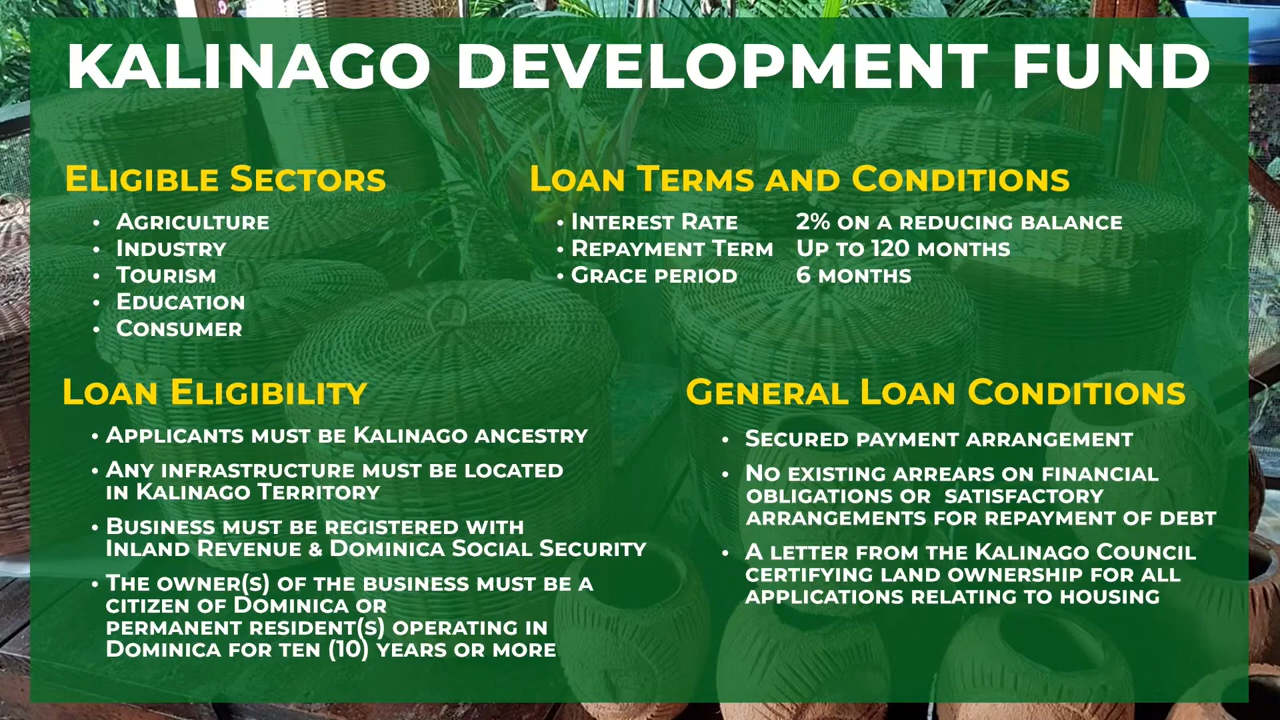 KALINAGO DEVELOPMENT FUND
ELIGIBLE SECTORS
• AGRICULTURE
• INDUSTRY
• TOURISM
• EDUCATION
• CONSUMER
LOAN TERMS AND CONDITIONS
• INTEREST RATE 2% ON A REDUCING BALANCE
• REPAYMENT TERM UP TO 120 MONTHS
• GRACE PERIOD 6 MONTHS
LOAN ELIGIBILITY
• APPLICANTS MUST BE KALINAGO ANCESTRY
• ANY INFRASTRUCTURE MUST BE LOCATED
IN KALINAGO TERRITORY
• BUSINESS MUST BE REGISTERED WITH
INLAND REVENUE & DOMINICA SOCIAL SECURITY
• THE OWNER(S) OF THE BUSINESS MUST BE A
CITIZEN OF DOMINICA OR
PERMANENT RESIDENT(S) OPERATING IN
DOMINICA FOR TEN (10) YEARS OR MORE
GENERAL LOAN CONDITIONS
• SECURED PAYMENT ARRANGEMENT
• NO EXISTING ARREARS ON FINANCIAL
OBLIGATIONS OR SATISFACTORY
ARRANGEMENTS FOR REPAYMENT OF DEBT
• A LETTER FROM THE KALINAGO COUNCIL
CERTIFYING LAND OWNERSHIP FOR ALL
APPLICATIONS RELATING TO HOUSING